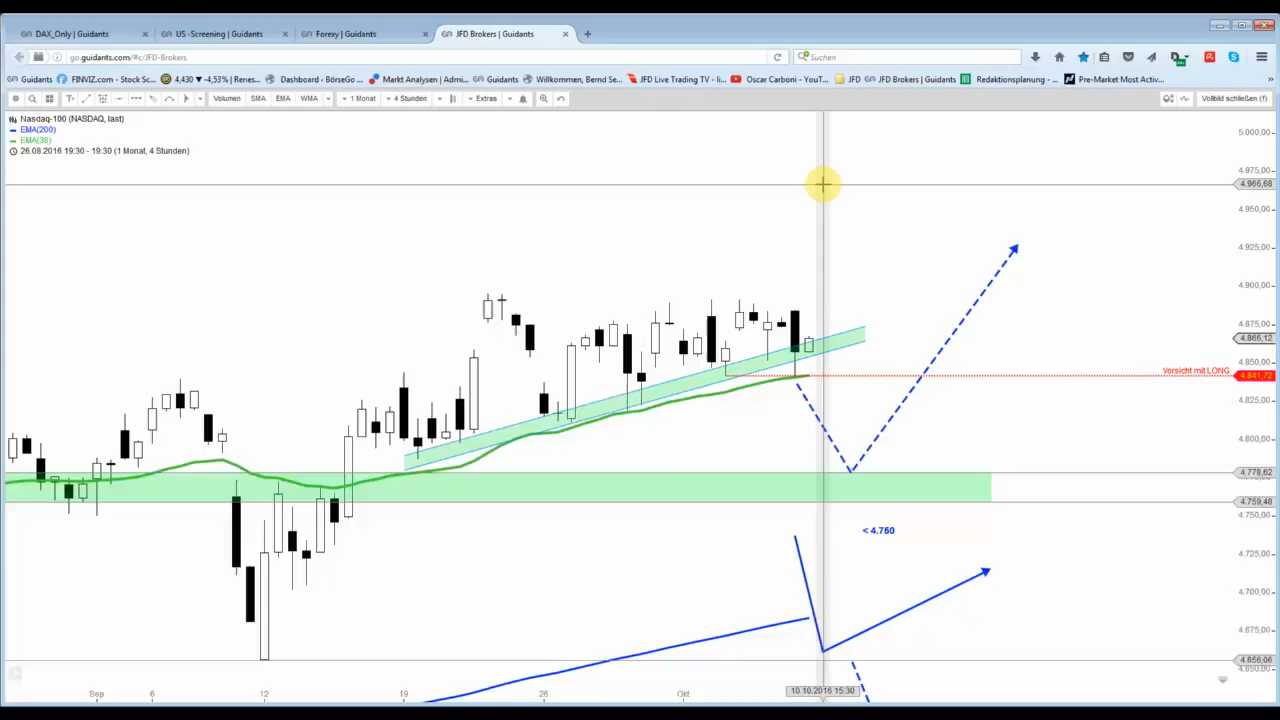 DAX_Only | Guidants
US -Screening | Guidants
Forexy | Guidants
JFD Brokers | Guidants
go.guidants.com/#c/JFD-Brokers
Suchen
Guidants
FINVIZ.com - Stock Sc...
4,430 ▼ -4,53% | Renes...
Dashboard - BörseGo ...
Markt Analysen | Admi...
Guidants
Willkommen, Bernd Se...
JFD Live Trading TV - li...
Oscar Carboni - YouT...
JFD
JFD Brokers | Guidants
Redaktionsplanung - ...
Pre-Market Most Activ...
Volumen
SMA
EMA
WMA
1 Monat
4 Stunden
Extras
Vollbild schließen (f)
Nasdaq-100 (NASDAQ, last)
EMA(200)
EMA(38)
26.08.2016 19:30 - 19:30 (1 Monat, 4 Stunden)
5.000,00
4.975,00
4.966,68
4.950,00
4.925,00
4.900,00
4.875,00
4.866,12
4.850,00
Vorsicht mit LONG
4.841,72
4.825,00
4.800,00
4.778,62
4.759,48
4.750,00
< 4.750
4.725,00
4.700,00
4.675,00
4.656,06
4.650,00
Sep
6
12
19
26
Okt
10.10.2016 15:30